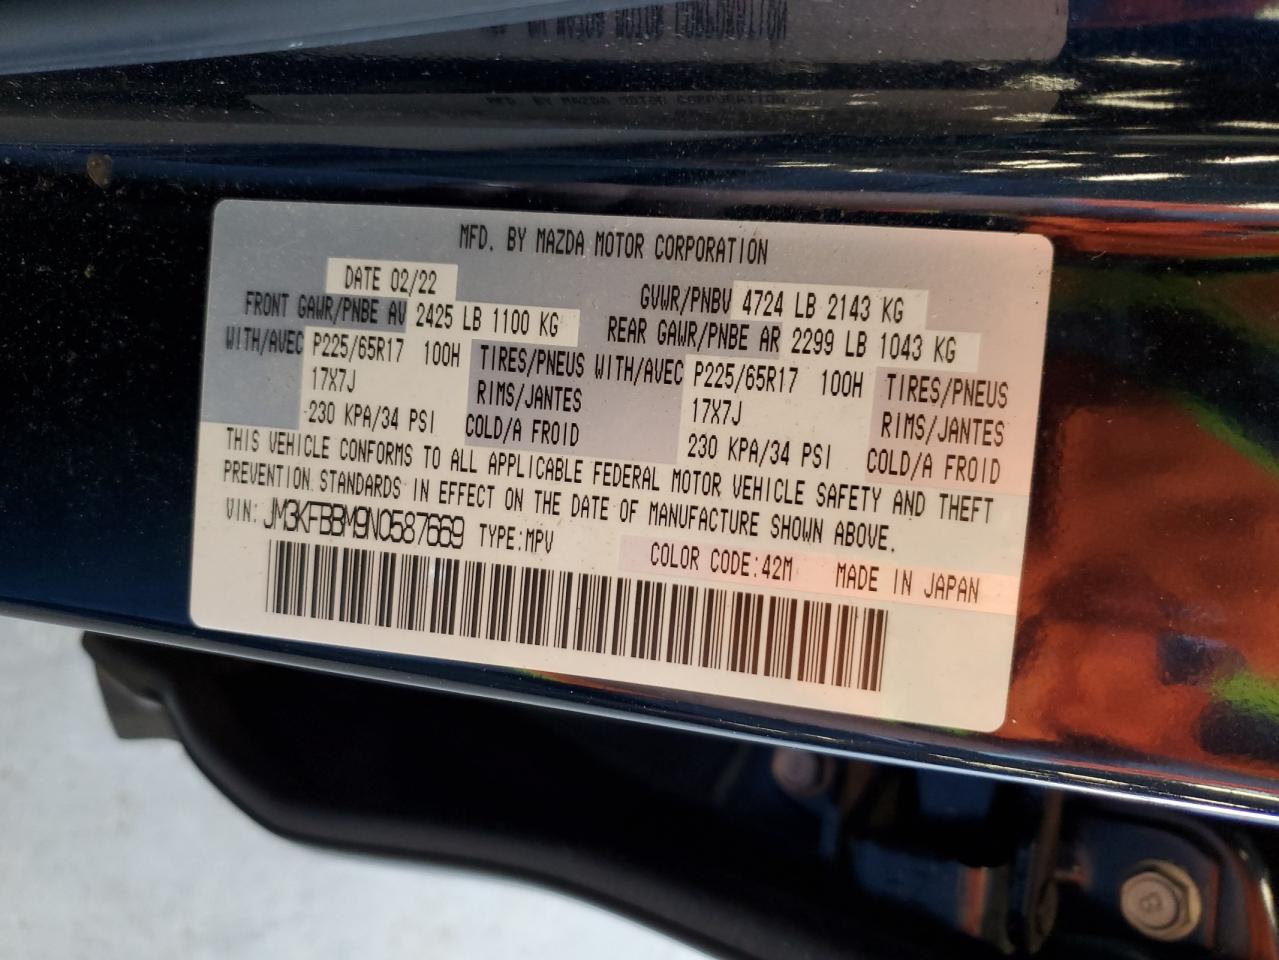 MFD. BY MAZDA MOTOR CORPORATION
DATE 02/22 GVWR/PNBV 4724 LB 2143 KG
FRONT GAWR/PNBE AV 2425 LB 1100 KG REAR GAWR/PNBE AR 2299 LB 1043 KG
WITH/AVEC P225/65R17 100H TIRES/PNEUS WITH/AVEC P225/65R17 100H TIRES/PNEUS
17X7J RIMS/JANTES 17X7J RIMS/JANTES
230 KPA/34 PSI COLD/A FROID 230 KPA/34 PSI COLD/A FROID
THIS VEHICLE CONFORMS TO ALL APPLICABLE FEDERAL MOTOR VEHICLE SAFETY AND THEFT
PREVENTION STANDARDS IN EFFECT ON THE DATE OF MANUFACTURE SHOWN ABOVE.
VIN: JM3KFBBM9N0587669 TYPE:MPV COLOR CODE:42M MADE IN JAPAN